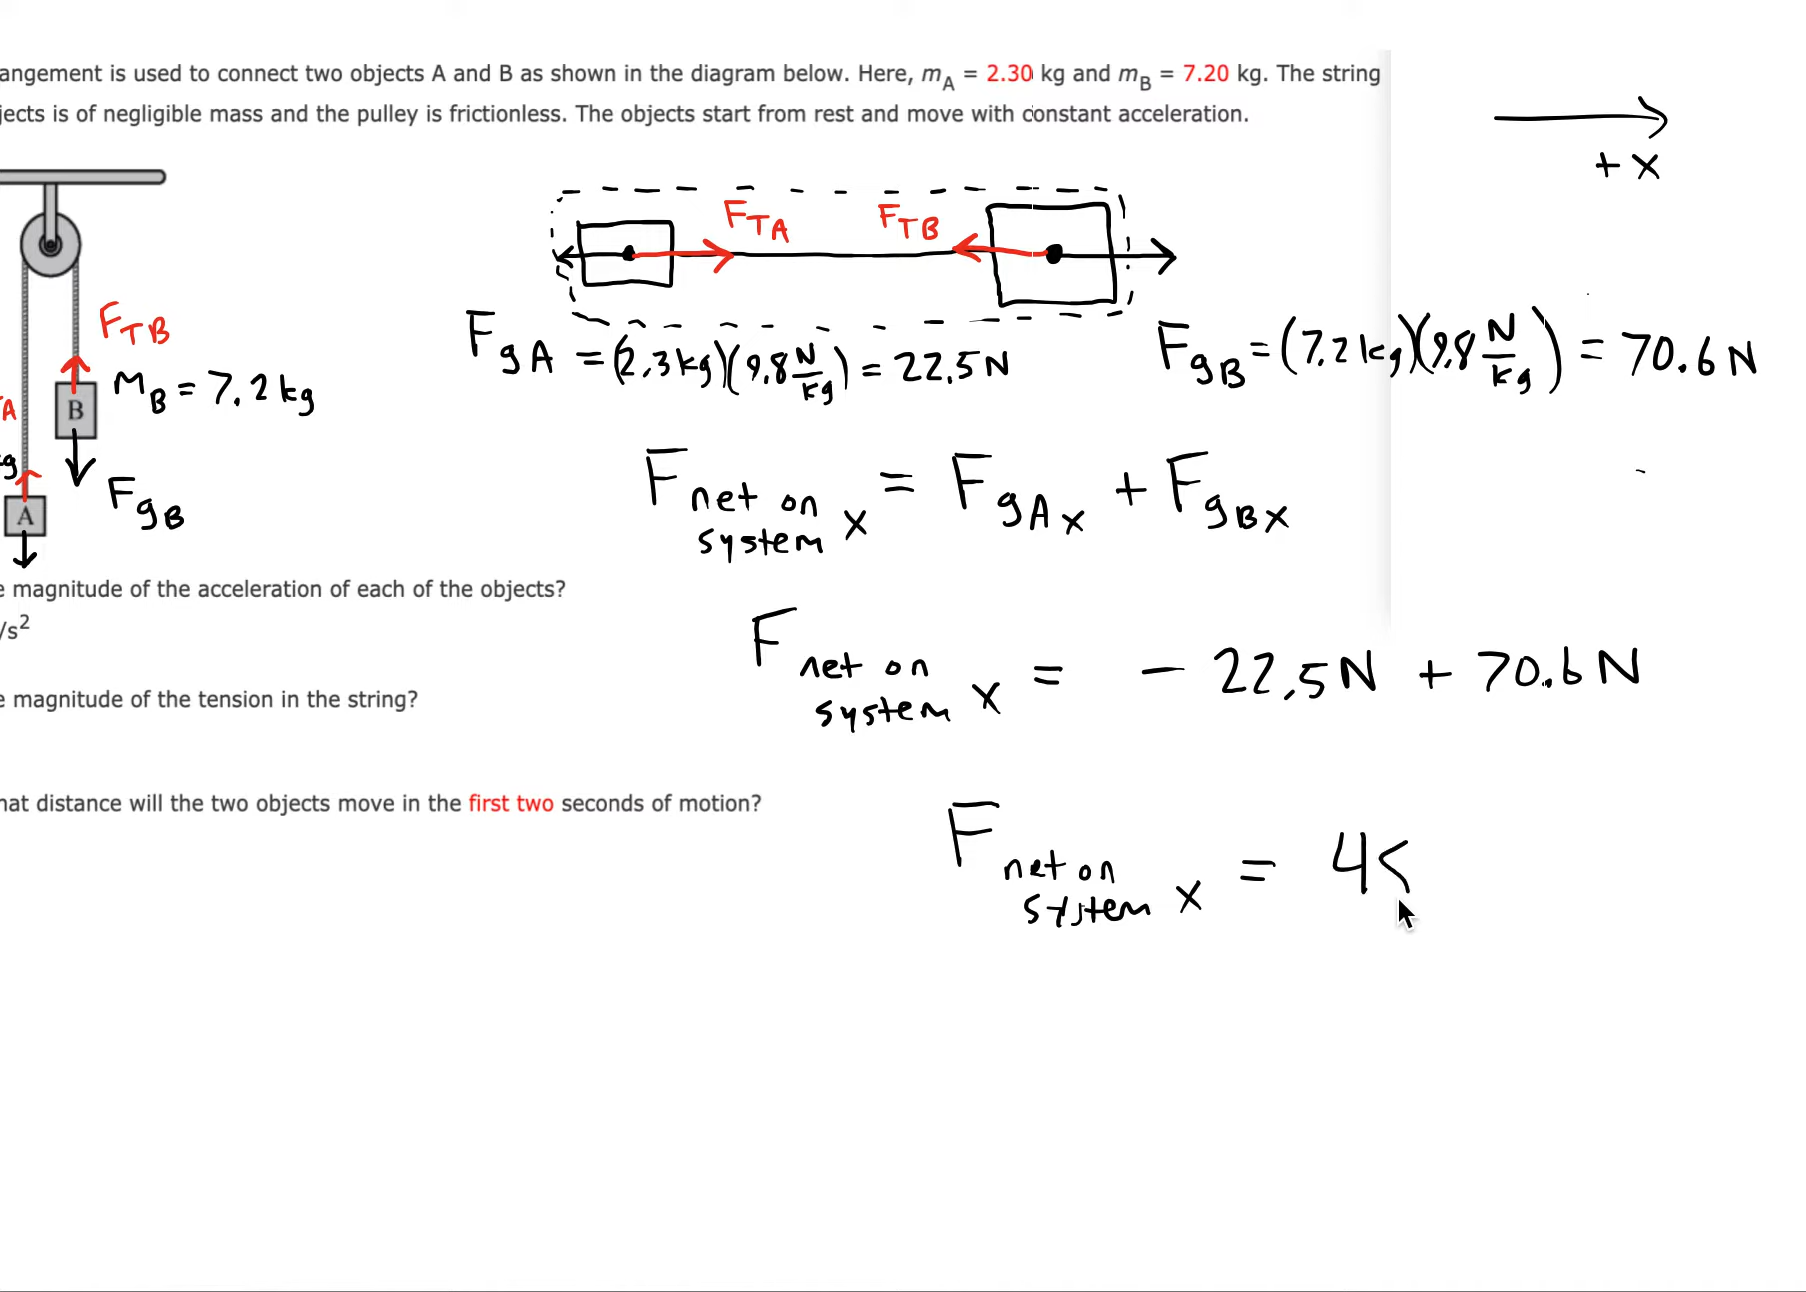 angement is used to connect two objects A and B as shown in the diagram below. Here, mA = 2.30 kg and mB = 7.20 kg. The string
jects is of negligible mass and the pulley is frictionless. The objects start from rest and move with constant acceleration.
+ x
FTA FTB
FTB
mB = 7.2 kg
A
B
g
FgB
A
FgA = (2.3 kg)(9.8 N/kg) = 22.5 N
FgB = (7.2 kg)(9.8 N/kg) = 70.6 N
Fnet on system x = FgAx + FgBx
e magnitude of the acceleration of each of the objects?
/s²
Fnet on system x = - 22.5 N + 70.6 N
e magnitude of the tension in the string?
hat distance will the two objects move in the first two seconds of motion?
Fnet on system x = 4